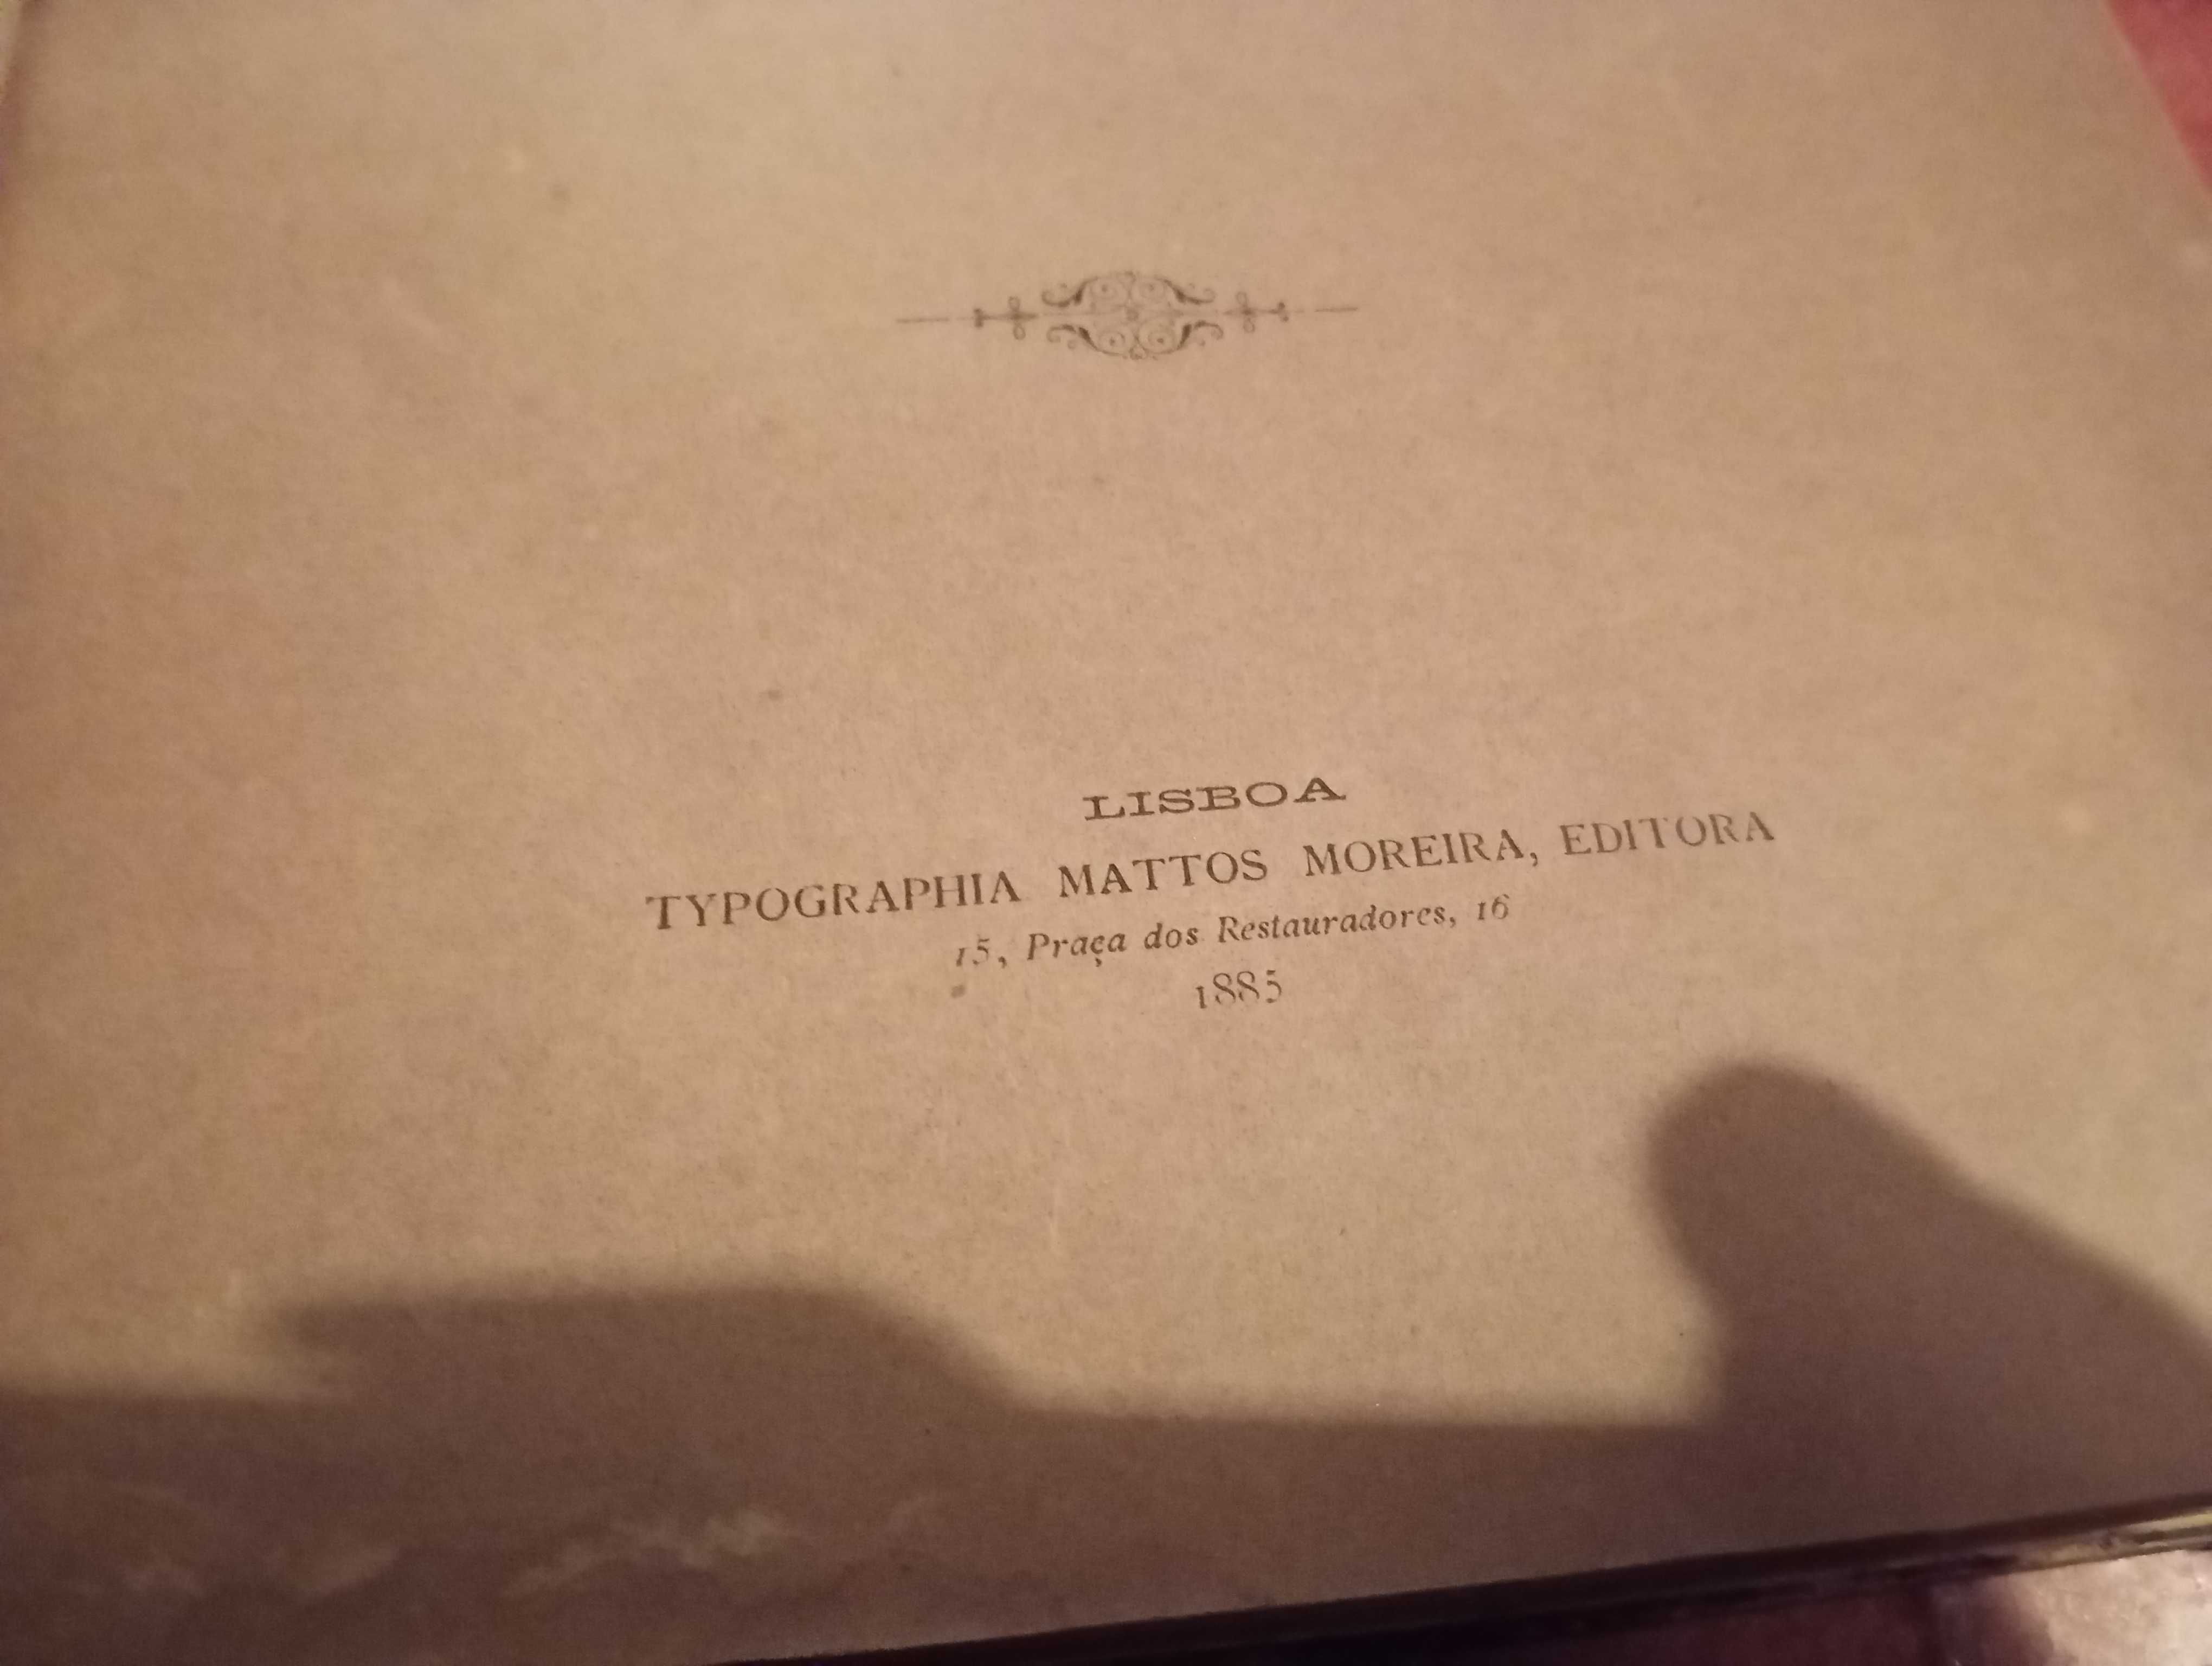 LISBOA
TYPOGRAPHIA MATTOS MOREIRA, EDITORA
15, Praça dos Restauradores, 16
1885